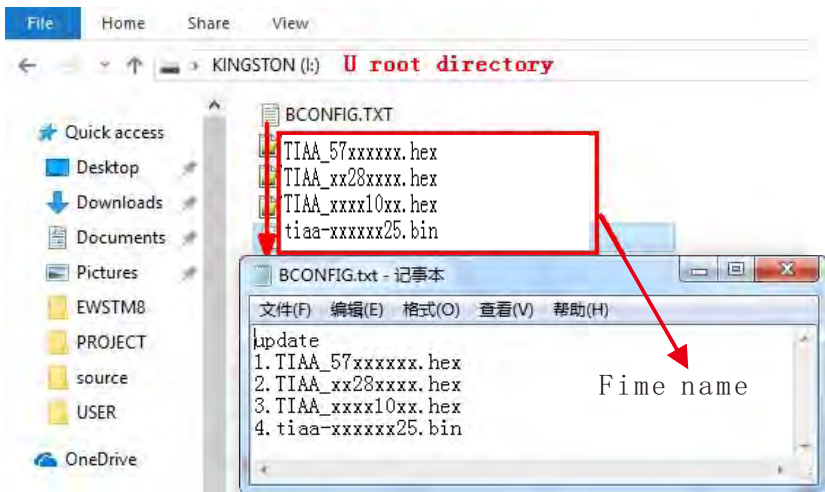 File Home Share View
KINGSTON (I:) U root directory
Quick access
Desktop
Downloads
Documents
Pictures
EWSTM8
PROJECT
source
USER
OneDrive
BCONFIG.TXT
TIAA_57xxxxxx.hex
TIAA_xx28xxxx.hex
TIAA_xxxx10xx.hex
tiaa-xxxxxx25.bin
BCONFIG.txt - 记事本
文件(F) 编辑(E) 格式(O) 查看(V) 帮助(H)
update
1.TIAA_57xxxxxx.hex
2.TIAA_xx28xxxx.hex
3.TIAA_xxxx10xx.hex
4.tiaa-xxxxxx25.bin
Fime name